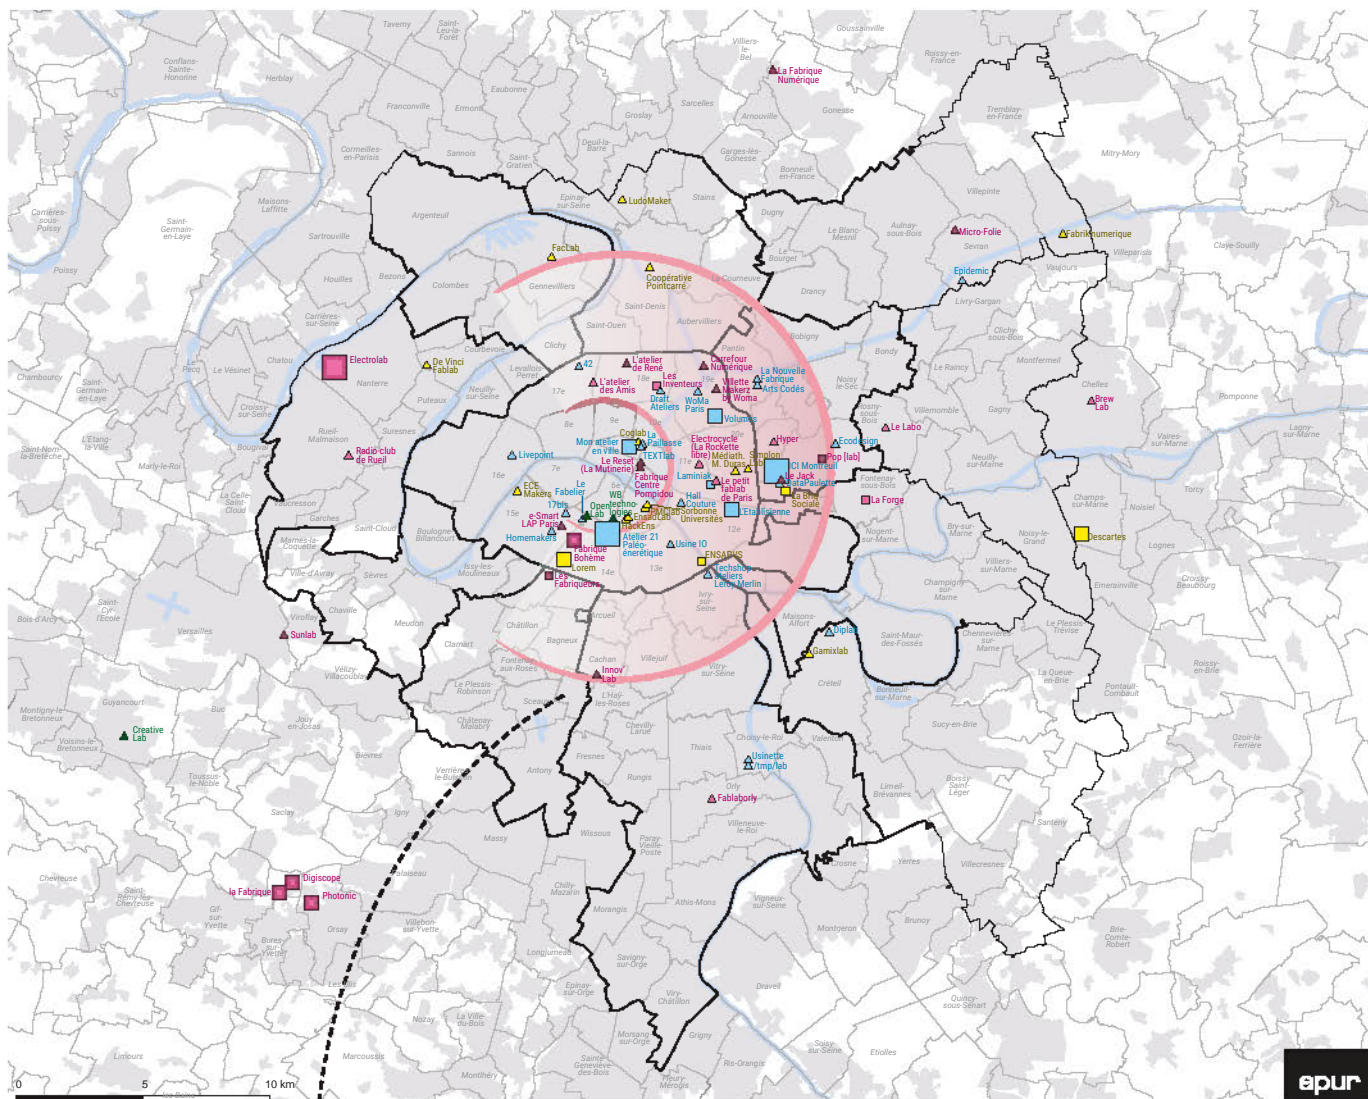 Taverny
Saint-
Leu-la-
Forêt
Goussainville
Roissy-en-
France
Villiers-
le-
Bel
Conflans-
Sainte-
Honorine
Herblay
La Fabrique
Numérique
Eaubonne
Franconville
Ermont
Sarcelles
Gonesse
Tremblay-
en-France
Groslay
Arnouville
Cormeilles-
en-Parisis
Sannois
Saint-
Gratien
Deuil-la-
Barre
Garges-lès-
Gonesse
Mitry-Mory
Bonneuil-
en-France
Carrières-
sous-
Poissy
Maisons-
Laffitte
Saint-
Germain-
en-Laye
Argenteuil
Epinay-
sur-Seine
LudoMaker
Stains
Villepinte
Dugny
Le Blanc-
Mesnil
Aulnay-
sous-Bois
Micro-Folie
Sevran
Fabriknumerique
Villeparisis
Claye-Souilly
Sartrouville
Poissy
FacLab
Le
Bourget
Houilles
Bezons
Colombes
Gennevilliers
Coopérative
Pointcarré
La Courneuve
Drancy
Epidemic
Vaujours
Livry-Gargan
Carrières-
sur-Seine
Saint-Denis
Saint-Ouen
Aubervilliers
Bobigny
Clichy-
sous-Bois
Chatou
Electrolab
Courbevoie
Clichy
Pantin
Bondy
Le Raincy
Montfermeil
Le
Pecq
Le Vésinet
Nanterre
De Vinci
Fablab
Levallois-
Perret
42
L'atelier
de René
Carrefour
Numérique
La Nouvelle
Fabrique
Arts Codés
Noisy
le-Sec
Chambourcy
Puteaux
Neuilly-
sur-Seine
17e
L'atelier
des Amis
18e
Les
Inventeurs
19e
Draft
Ateliers
WoMa
Paris
Villette
Makerz
by Woma
Chelles
Brew
Lab
Pomponne
Lagny-
sur-Marne
Croissy-
sur-Seine
Rosny-
sous-Bois
Villemomble
Gagny
Saint-Nom-
la-Bretèche
L'Etang-
la-Ville
Marly-le-Roi
Bougival
Rueil-
Malmaison
Suresnes
Radio club
de Rueil
8e
9e
Volumes
Le Labo
Vaires-
sur-Marne
16e
Livepoint
Mon atelier
en ville
Coglab
La
Paillasse
TEXTlab
Le Reset
(La Mutinerie)
Fabrique
Centre
Pompidou
Electrocycle
(La Rockette
libre)
11e
Médiath.
M. Duras
20e
Hyper
Simplon
Lab
Ecodesign
ICI Montreuil
Pop [lab]
Neuilly-
sur-Marne
La Celle-
Saint-
Cloud
7e
6e
Laminiak
Le petit
fablab
de Paris
Le Jack
DataPaulette
La Brie
Sociale
Fontenay-
sous-Bois
La Forge
Champs-
sur-Marne
Torcy
Noisiel
ECE
Makers
Le
Fabelier
WB
techno-
logies
Open
Lab
Hall
Couture
PMClab
Sorbonne
Universités
L'Etablisienne
12e
Vaucresson
Garches
Saint-Cloud
Boulogne-
Billancourt
15e
17bis
e-Smart
LAP Paris
Homemakers
EnsadLab
HackEns
Atelier 21
Paléo-
énerétique
Usine IO
13e
14e
Bry-sur-
Marne
Nogent-
sur-Marne
Noisy-le-
Grand
Descartes
Lognes
Marnes-la-
Coquette
Ville-d'Avray
Sèvres
Issy-les-
Moulineaux
Fabrique
Bohème
Lorem
Les
Fabriqueurs
ENSARUS
Techshop -
ateliers
Leroy Merlin
Villiers-
sur-Marne
Croissy-
Beaubourg
Emerainville
Saint-
Cyr-
l'Ecole
Bois-d'Arcy
Chaville
Viroflay
Versailles
Meudon
Clamart
Châtillon
Bagneux
Arcueil
Ivry-
sur-
Seine
Maisons-
Alfort
Champigny-
sur-Marne
Diplab
Saint-Maur-
des-Fossés
Chennevières-
sur-Marne
Le Plessis-
Trévise
Sunlab
Gamixlab
Vélizy-
Villacoublay
Fontenay-
aux-Roses
Cachan
Villejuif
Vitry-
sur-Seine
Innov'
Lab
Créteil
Bonneuil-
sur-Marne
La Queue-
en-Brie
Roissy-
en-Brie
Pontault-
Combault
Guyancourt
Le Plessis-
Robinson
Sceaux
L'Haÿ-
les-Roses
Montigny-le-
Bretonneux
Buc
Jouy
en-Josas
Châtenay-
Malabry
Chevilly-
Larue
Sucy-en-Brie
Creative
Lab
Voisins-le-
Bretonneux
Choisy-le-Roi
Valenton
Ozoir-la-
Ferrière
Bièvres
Verrières-
le-Buisson
Antony
Fresnes
Rungis
Thiais
Usinette
/tmp/lab
Toussus-
le-Noble
Orly
Limeil-
Brévannes
Boissy-
Saint-
Léger
Fablaborly
Saclay
Igny
Massy
Wissous
Paray-
Vieille-
Poste
Villeneuve-
le-Roi
Santeny
Chevreuse
Saint-
Rémy-lès-
Chevreuse
Palaiseau
Crosne
Yerres
Villecresnes
Digiscope
la Fabrique
Photonic
Gif-
sur-
Yvette
Chilly-
Mazarin
Morangis
Athis-Mons
Vigneux-
sur-Seine
Orsay
Villebon-
sur-Yvette
Brunoy
Montgeron
Brie-
Comte-
Robert
Bures-
sur-
Yvette
Longjumeau
Savigny-
sur-Orge
Les Ulis
Epinay-
sur-Orge
Viry-
Châtillon
Draveil
Quincy-
sous-Sénart
Nozay
La Ville-
du-Bois
Morsang-
sur-Orge
Grigny
Soisy-
sur-Seine
Etiolles
Limours
Marcoussis
Montlhéry
Sainte-
Geneviève-
des-Bois
Ris-Orangis
Fleury-
Mérogis
0 5 10 km
apur